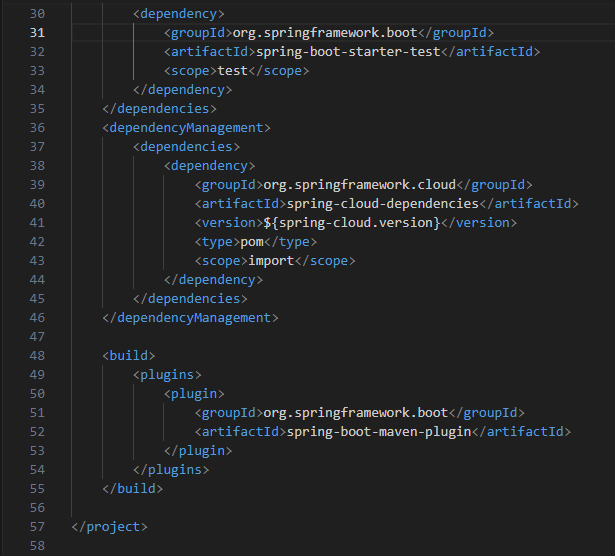 30         <dependency>
31             <groupId>org.springframework.boot</groupId>
32             <artifactId>spring-boot-starter-test</artifactId>
33             <scope>test</scope>
34         </dependency>
35     </dependencies>
36     <dependencyManagement>
37         <dependencies>
38             <dependency>
39                 <groupId>org.springframework.cloud</groupId>
40                 <artifactId>spring-cloud-dependencies</artifactId>
41                 <version>${spring-cloud.version}</version>
42                 <type>pom</type>
43                 <scope>import</scope>
44             </dependency>
45         </dependencies>
46     </dependencyManagement>
47
48     <build>
49         <plugins>
50             <plugin>
51                 <groupId>org.springframework.boot</groupId>
52                 <artifactId>spring-boot-maven-plugin</artifactId>
53             </plugin>
54         </plugins>
55     </build>
56
57 </project>
58